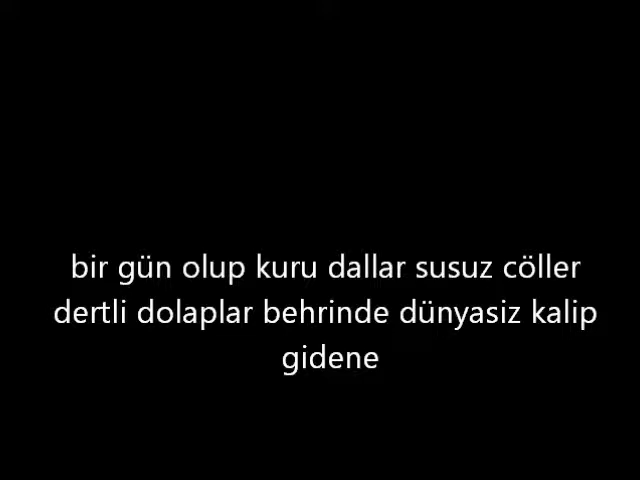 bir gün olup kuru dallar susuz cöller
dertli dolaplar behrinde dünyasiz kalip
gidene